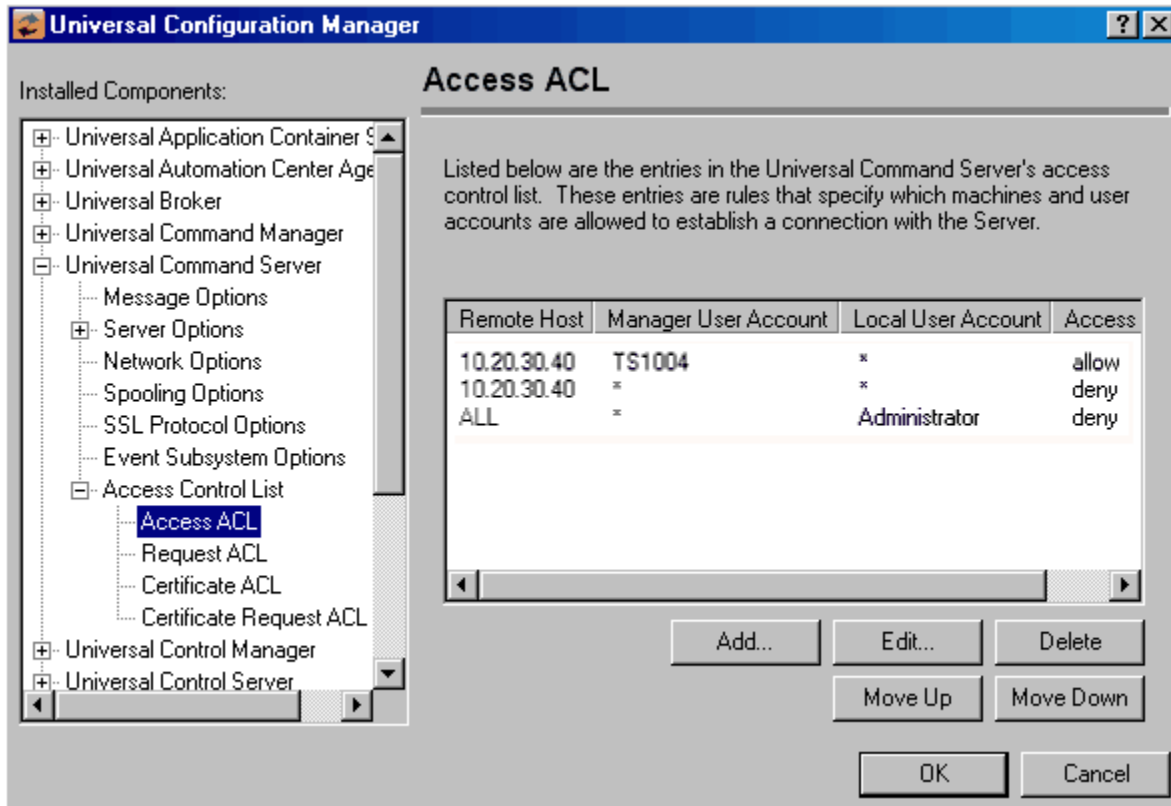 Universal Configuration Manager
Installed Components:
Universal Application Container S
Universal Automation Center Age
Universal Broker
Universal Command Manager
Universal Command Server
Message Options
Server Options
Network Options
Spooling Options
SSL Protocol Options
Event Subsystem Options
Access Control List
Access ACL
Request ACL
Certificate ACL
Certificate Request ACL
Universal Control Manager
Universal Control Server
Access ACL
Listed below are the entries in the Universal Command Server's access
control list. These entries are rules that specify which machines and user
accounts are allowed to establish a connection with the Server.
Remote Host Manager User Account Local User Account Access
10.20.30.40 TS1004 * allow
10.20.30.40 * * deny
ALL * Administrator deny
Add... Edit... Delete
Move Up Move Down
OK Cancel